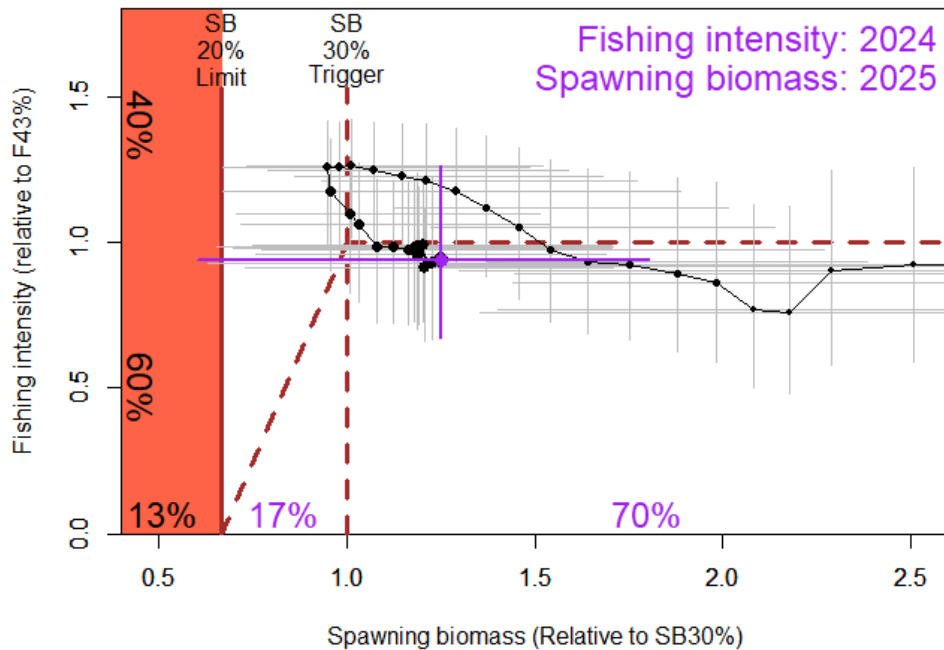 SB
20%
Limit
SB
30%
Trigger
Fishing intensity: 2024
Spawning biomass: 2025
40%
60%
13%
17%
70%
Fishing intensity (relative to F43%)
1.5
1.0
0.5
0.0
0.5
1.0
1.5
2.0
2.5
Spawning biomass (Relative to SB30%)